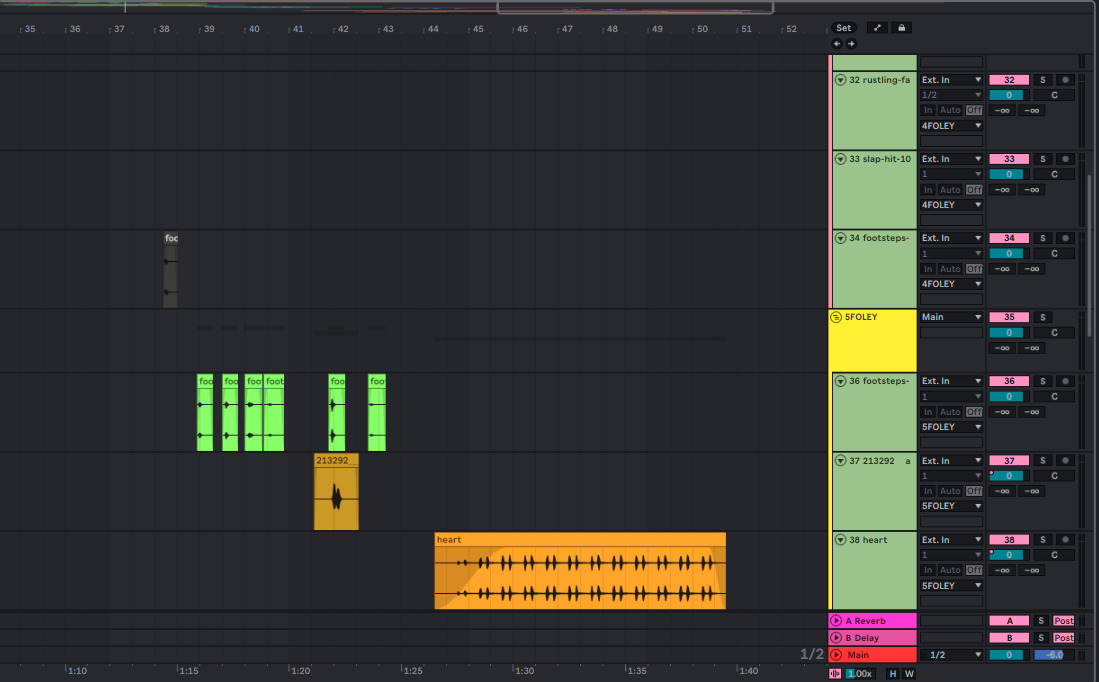 35 36 37 38 39 40 41 42 43 44 45 46 47 48 49 50 51 52 Set
32 rustling-fa Ext. In 32 S
1/2 0 C
In Auto Off -∞ -∞
4FOLEY
33 slap-hit-10 Ext. In 33 S
1 0 C
In Auto Off -∞ -∞
4FOLEY
foc 34 footsteps- Ext. In 34 S
1 0 C
In Auto Off -∞ -∞
4FOLEY
5FOLEY Main 35 S
0 C
-∞ -∞
foo foo foo foot foo foo 36 footsteps- Ext. In 36 S
1 0 C
In Auto Off -∞ -∞
5FOLEY
213292_ 37 213292 a Ext. In 37 S
1 0 C
In Auto Off -∞ -∞
5FOLEY
heart 38 heart Ext. In 38 S
1 0 C
In Auto Off -∞ -∞
5FOLEY
A Reverb A S Post
B Delay B S Post
1/2 Main 1/2 0 -6.0
1:10 1:15 1:20 1:25 1:30 1:35 1:40 1.00x H W